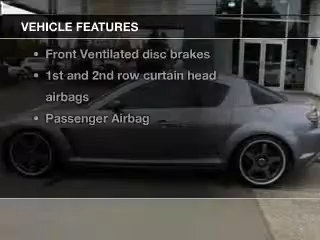 VEHICLE FEATURES
• Front Ventilated disc brakes
• 1st and 2nd row curtain head
airbags
• Passenger Airbag